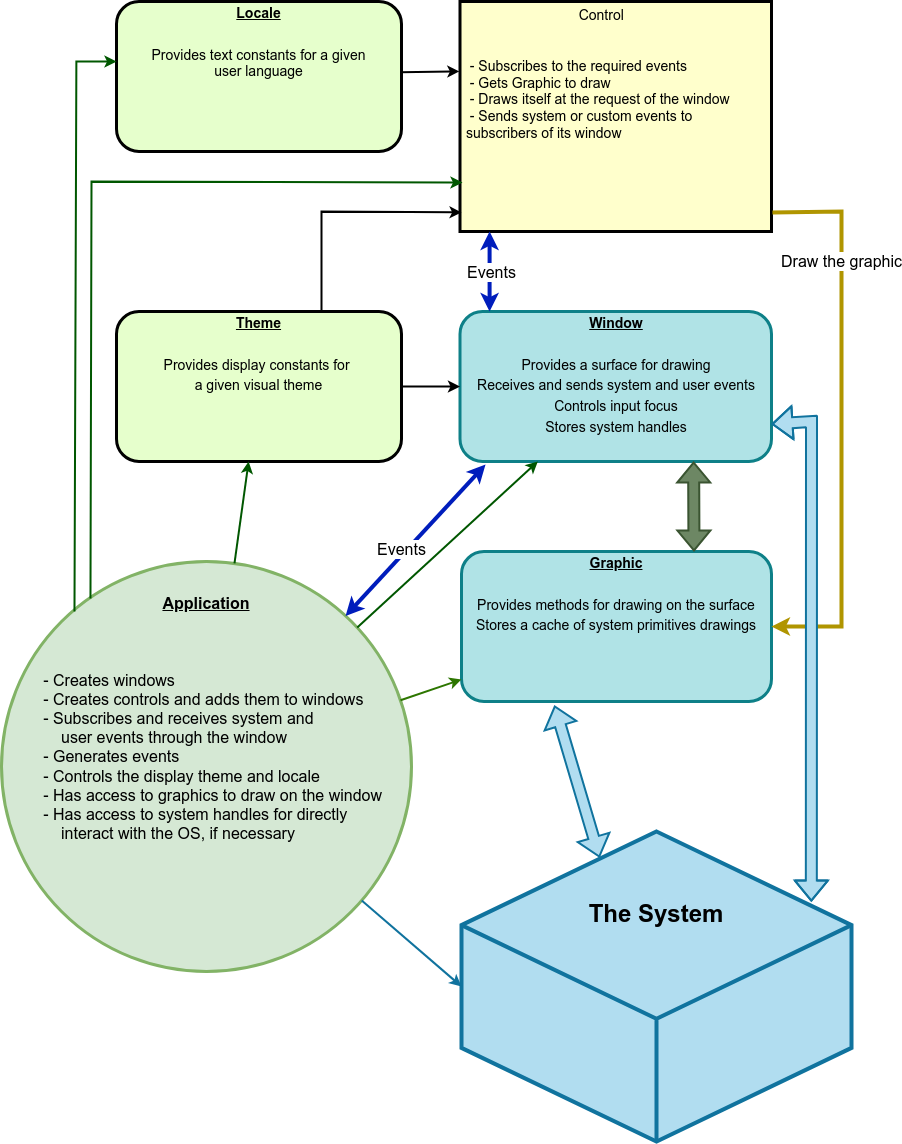 Locale
Provides text constants for a given
user language
Control
- Subscribes to the required events
- Gets Graphic to draw
- Draws itself at the request of the window
- Sends system or custom events to
subscribers of its window
Draw the graphic
Events
Theme
Provides display constants for
a given visual theme
Window
Provides a surface for drawing
Receives and sends system and user events
Controls input focus
Stores system handles
Events
Graphic
Provides methods for drawing on the surface
Stores a cache of system primitives drawings
Application
- Creates windows
- Creates controls and adds them to windows
- Subscribes and receives system and
user events through the window
- Generates events
- Controls the display theme and locale
- Has access to graphics to draw on the window
- Has access to system handles for directly
interact with the OS, if necessary
The System